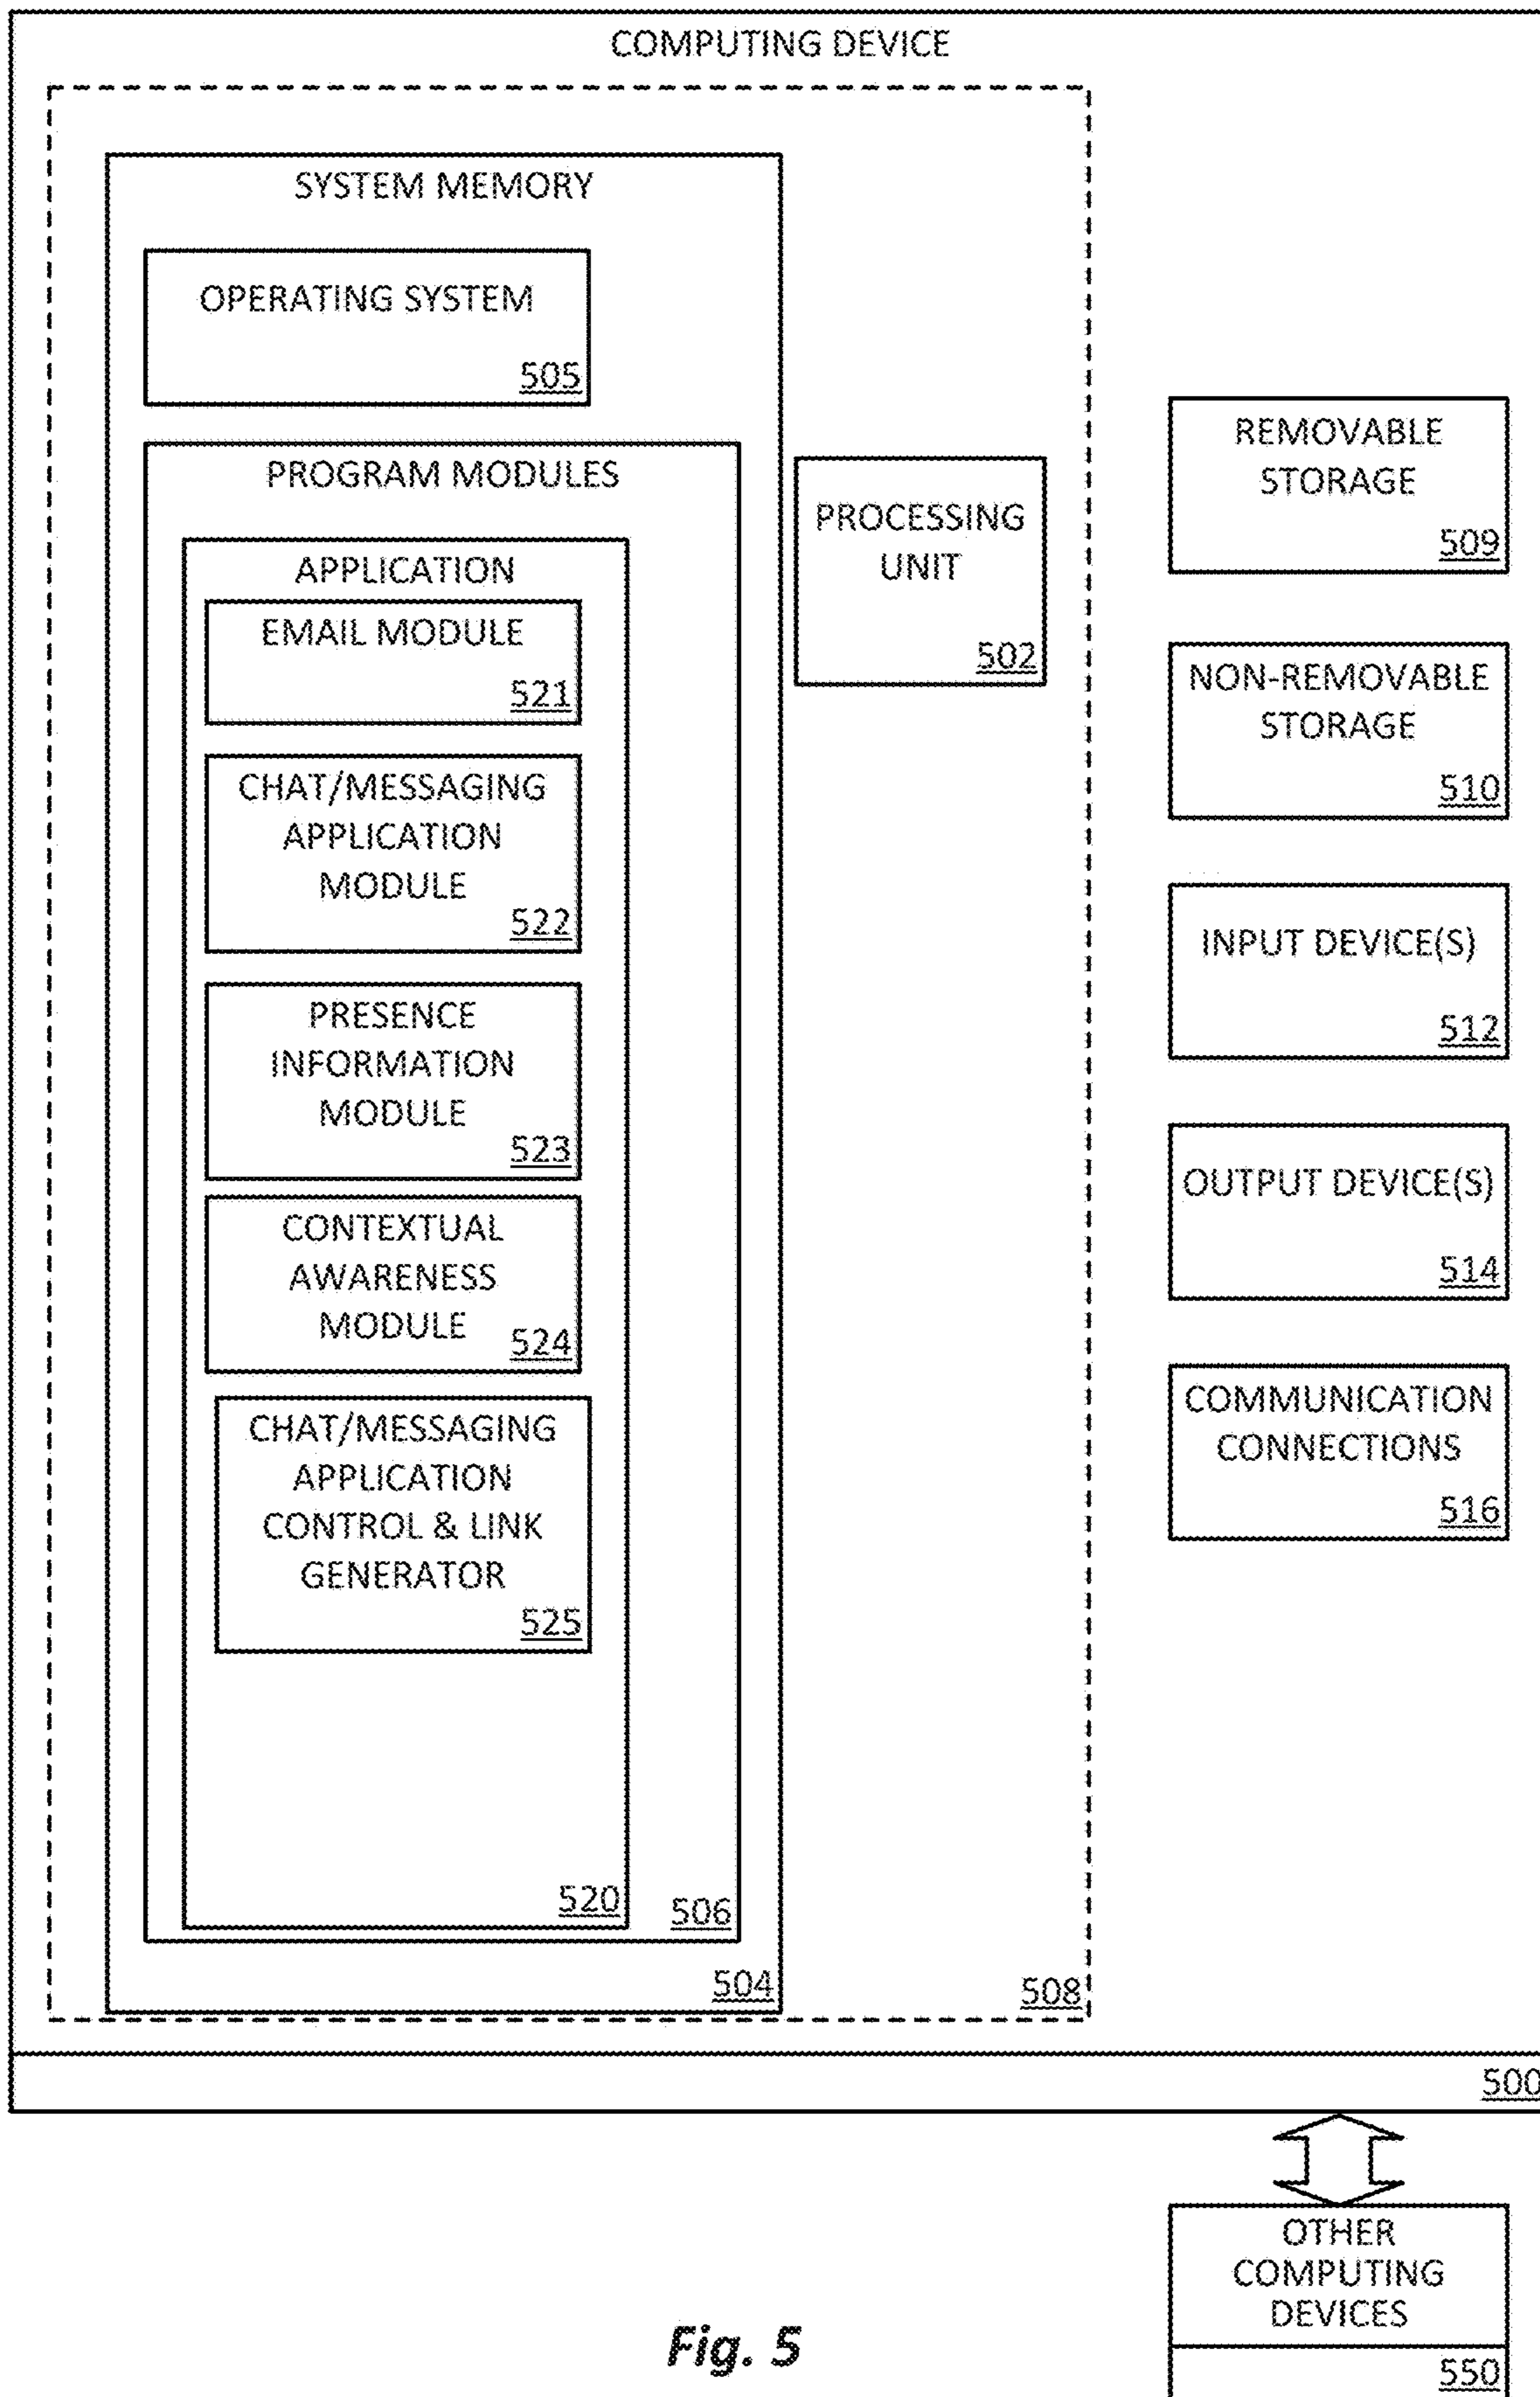 COMPUTING DEVICE
SYSTEM MEMORY
OPERATING SYSTEM
505
PROGRAM MODULES
APPLICATION
EMAIL MODULE
521
CHAT/MESSAGING
APPLICATION
MODULE
522
PRESENCE
INFORMATION
MODULE
523
CONTEXTUAL
AWARENESS
MODULE
524
CHAT/MESSAGING
APPLICATION
CONTROL & LINK
GENERATOR
525
520
506
504
PROCESSING
UNIT
502
508
REMOVABLE
STORAGE
509
NON-REMOVABLE
STORAGE
510
INPUT DEVICE(S)
512
OUTPUT DEVICE(S)
514
COMMUNICATION
CONNECTIONS
516
500
OTHER
COMPUTING
DEVICES
550
Fig. 5